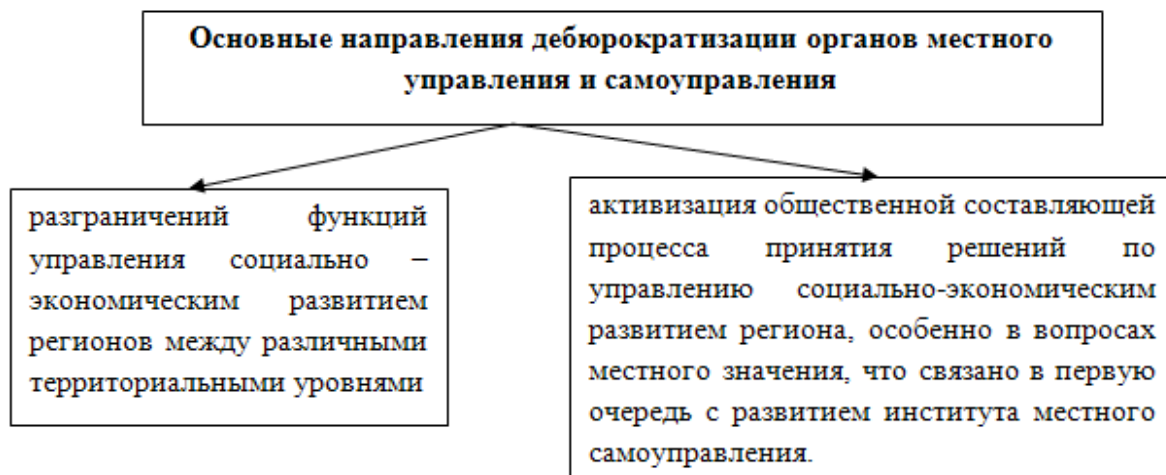 Основные направления дебюрократизации органов местного
управления и самоуправления
разграничений функций
управления социально –
экономическим развитием
регионов между различными
территориальными уровнями
активизация общественной составляющей
процесса принятия решений по
управлению социально-экономическим
развитием региона, особенно в вопросах
местного значения, что связано в первую
очередь с развитием института местного
самоуправления.